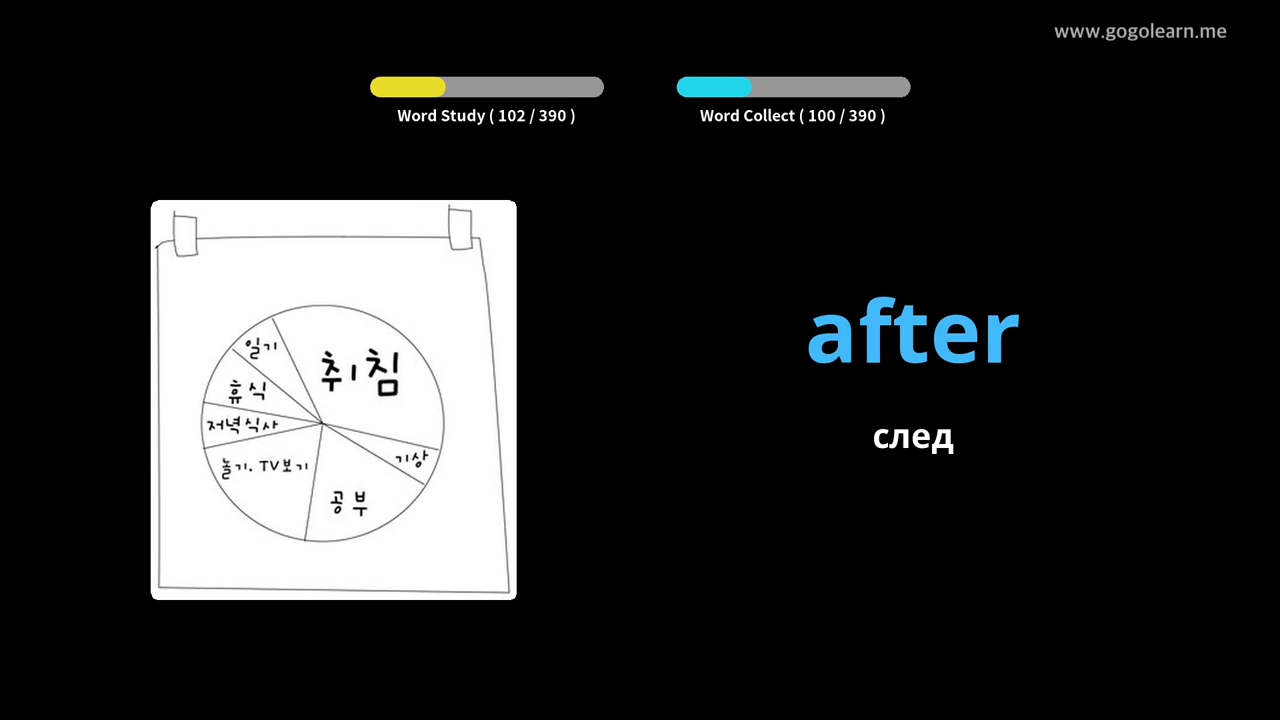 www.gogolearn.me
Word Study ( 102 / 390 )
Word Collect ( 100 / 390 )
일기
취침
휴식
저녁식사
기상
놀기. TV보기
공부
after
след